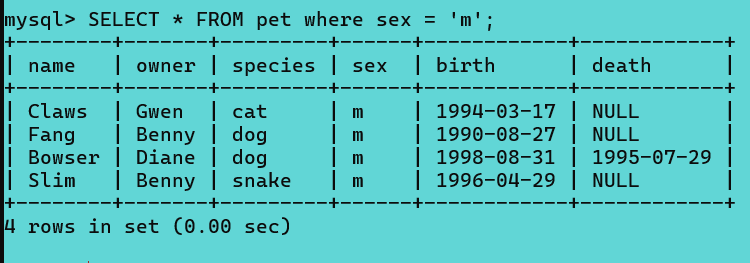 mysql> SELECT * FROM pet where sex = 'm';
+--------+-------+---------+------+------------+------------+
| name   | owner | species | sex  | birth      | death      |
+--------+-------+---------+------+------------+------------+
| Claws  | Gwen  | cat     | m    | 1994-03-17 | NULL       |
| Fang   | Benny | dog     | m    | 1990-08-27 | NULL       |
| Bowser | Diane | dog     | m    | 1998-08-31 | 1995-07-29 |
| Slim   | Benny | snake   | m    | 1996-04-29 | NULL       |
+--------+-------+---------+------+------------+------------+
4 rows in set (0.00 sec)